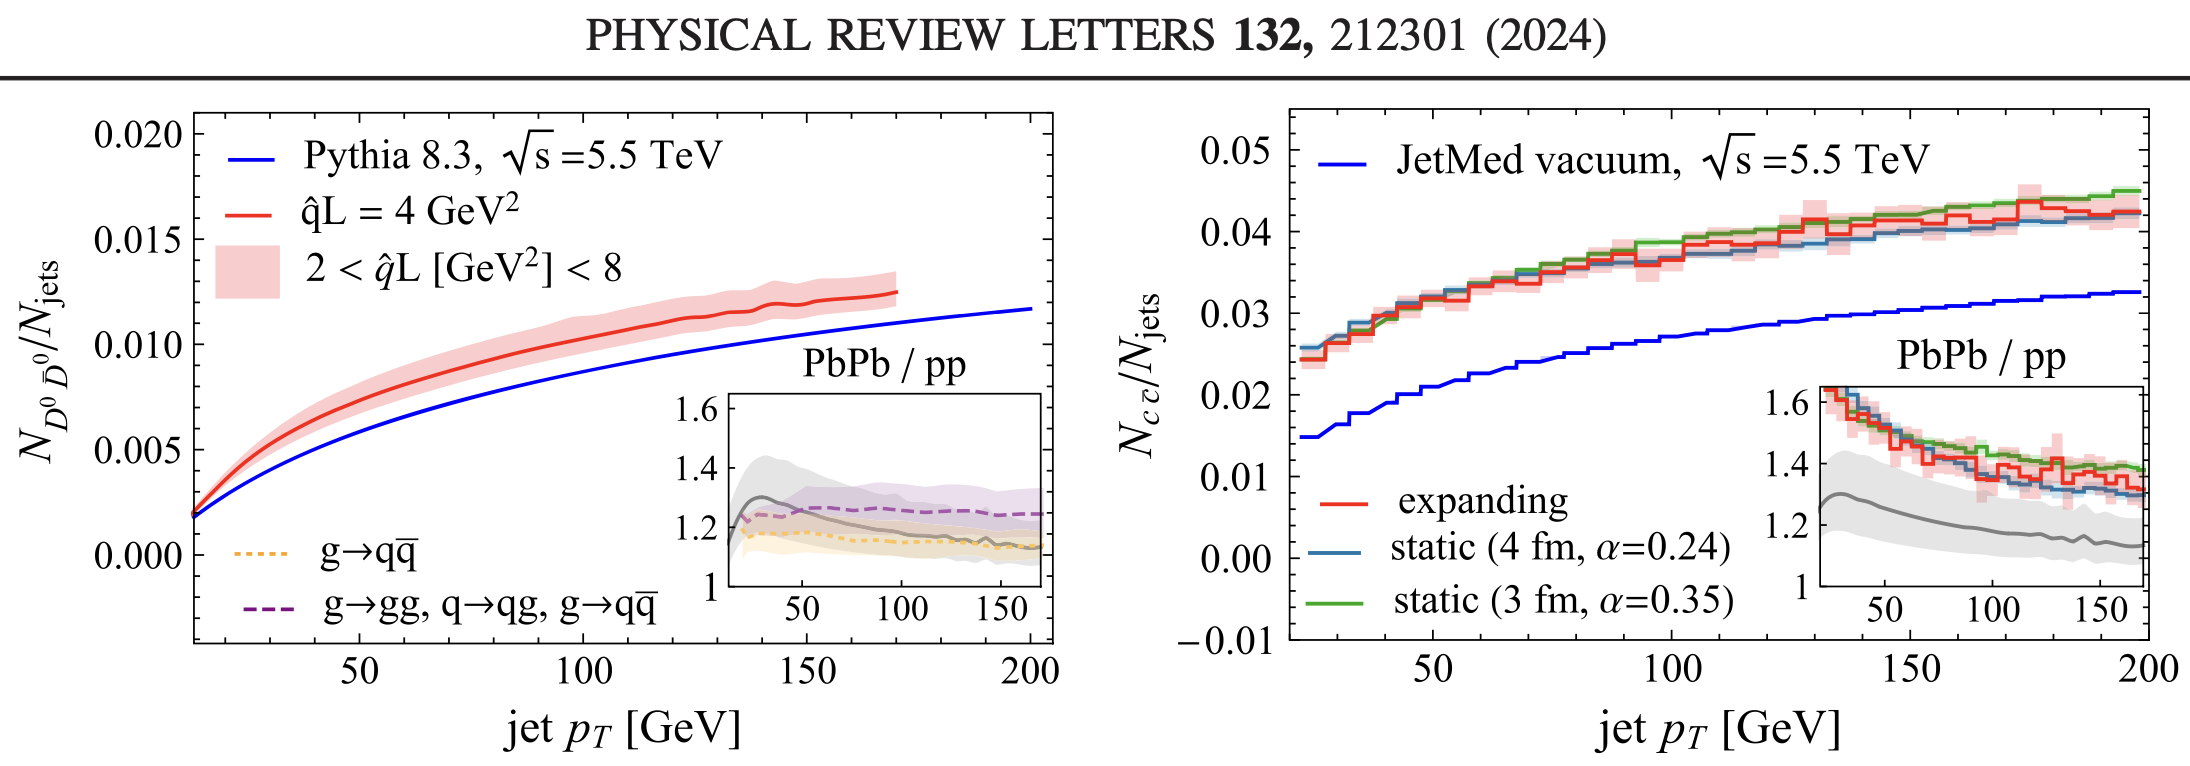 PHYSICAL REVIEW LETTERS 132, 212301 (2024)
0.020
0.015
0.010
0.005
0.000
N_{D⁰ D̅⁰}/N_{jets}
Pythia 8.3, √s =5.5 TeV
q̂L = 4 GeV²
2 < q̂L [GeV²] < 8
g→qq̅
g→gg, q→qg, g→qq̅
PbPb / pp
1.6
1.4
1.2
1
50 100 150
50 100 150 200
jet p_T [GeV]
0.05
0.04
0.03
0.02
0.01
0.00
−0.01
N_{c c̅}/N_{jets}
JetMed vacuum, √s =5.5 TeV
expanding
static (4 fm, α=0.24)
static (3 fm, α=0.35)
PbPb / pp
1.6
1.4
1.2
1
50 100 150
50 100 150 200
jet p_T [GeV]